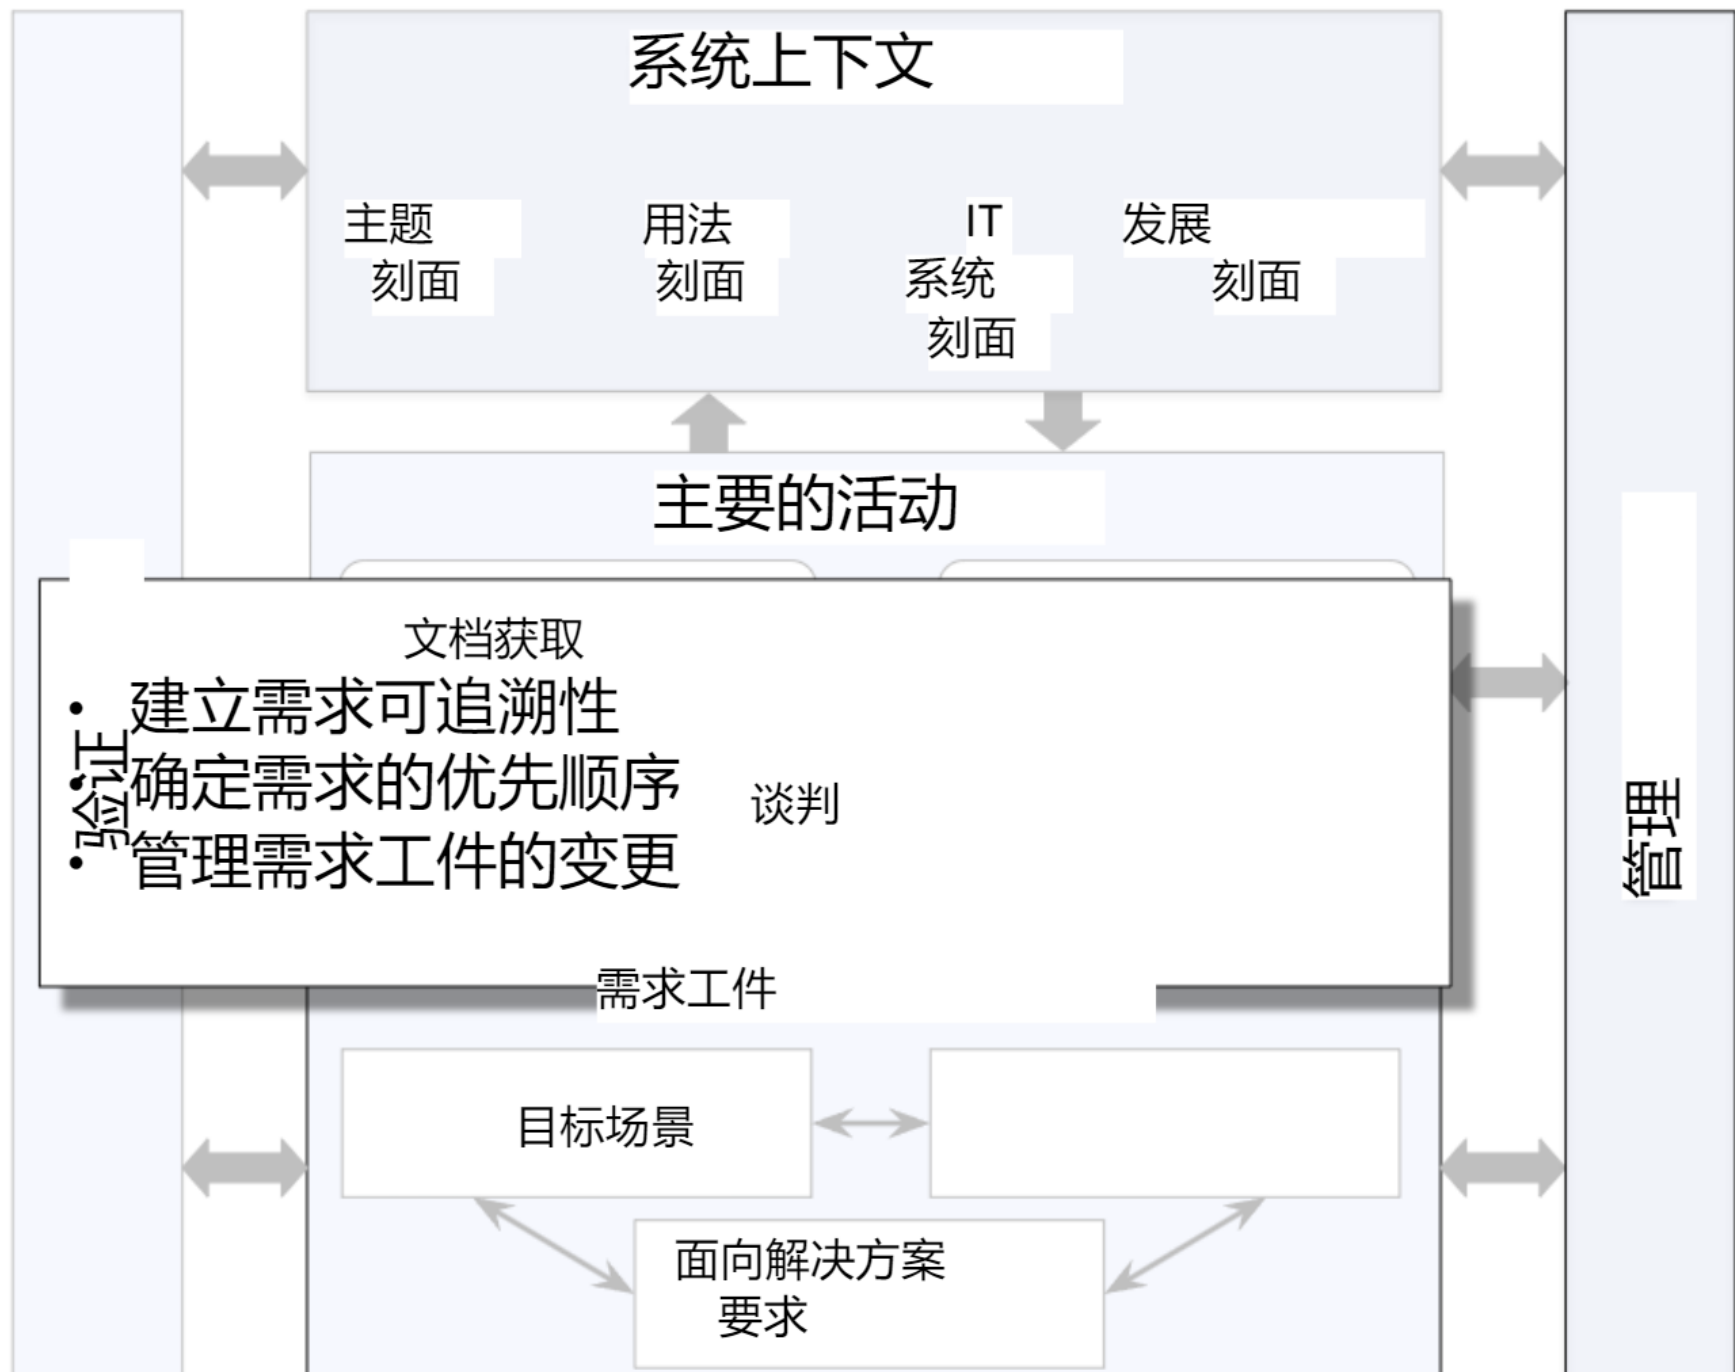 系统上下文
主题
刻面
用法
刻面
IT
系统
刻面
发展
刻面
主要的活动
文档获取
• 建立需求可追溯性
• 确定需求的优先顺序
• 管理需求工件的变更
验证
谈判
管理
需求工件
目标场景
面向解决方案
要求